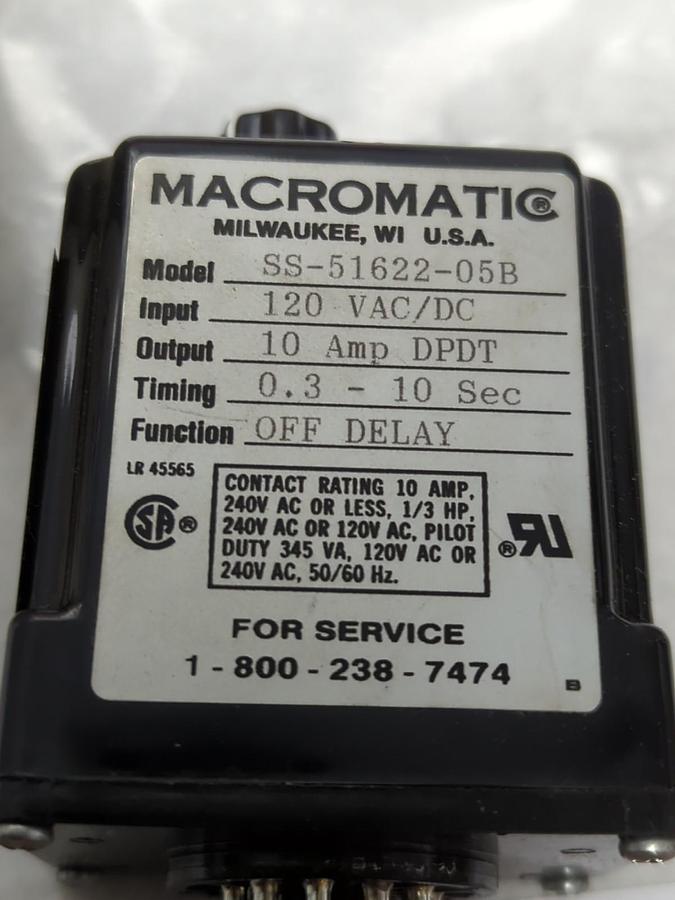 MACROMATIC®
MILWAUKEE, WI U.S.A.
Model SS-51622-05B
Input 120 VAC/DC
Output 10 Amp DPDT
Timing 0.3 - 10 Sec
Function OFF DELAY
LR 45565
CONTACT RATING 10 AMP,
240V AC OR LESS, 1/3 HP,
240V AC OR 120V AC, PILOT
DUTY 345 VA, 120V AC OR
240V AC, 50/60 Hz.
SA®
®RU
FOR SERVICE
1-800-238-7474
B